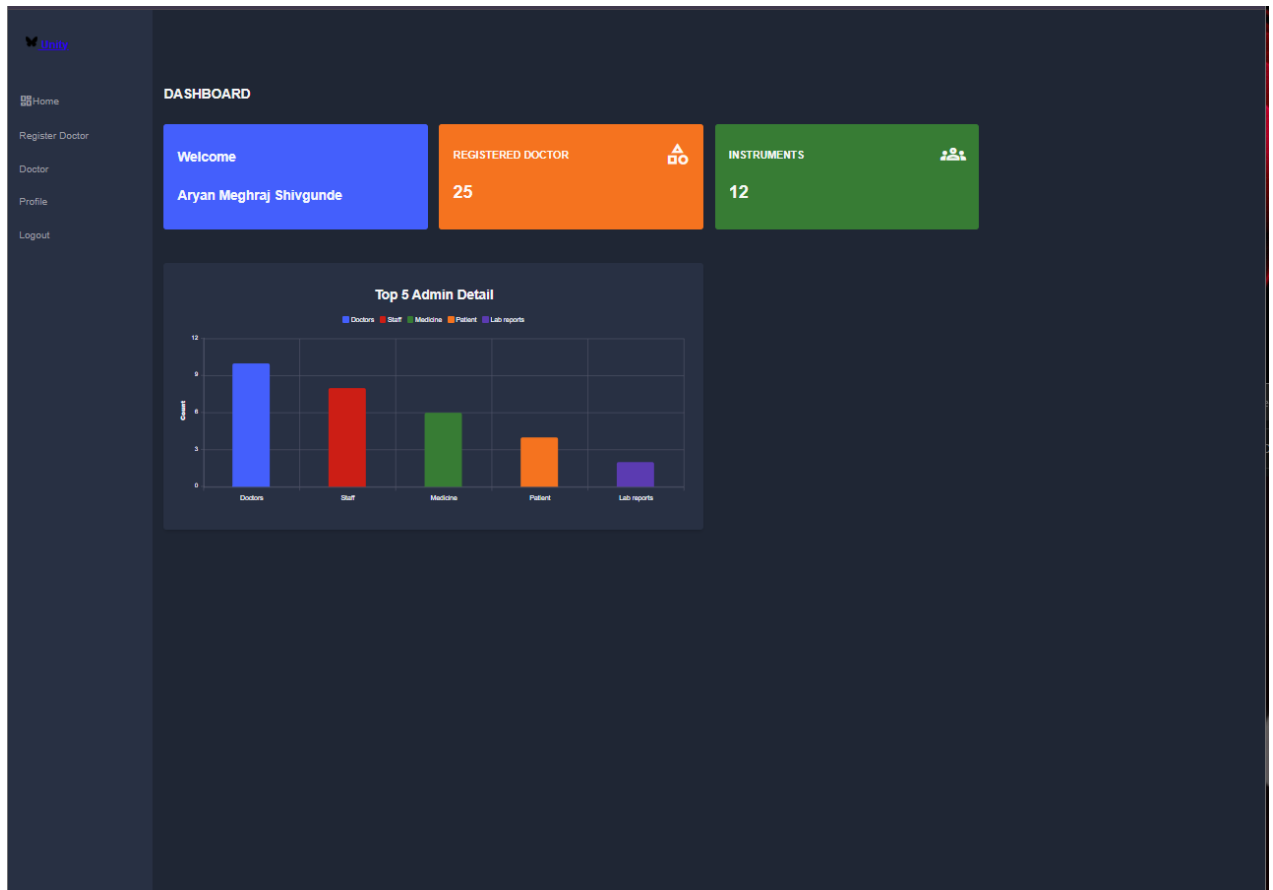 Home
Register Doctor
Doctor
Profile
Logout
DASHBOARD
Welcome
Aryan Meghraj Shivgunde
REGISTERED DOCTOR
25
INSTRUMENTS
12
Top 5 Admin Detail
Doctors Staff Medicine Patient Lab reports
Count
12
9
6
3
0
Doctors Staff Medicine Patient Lab reports